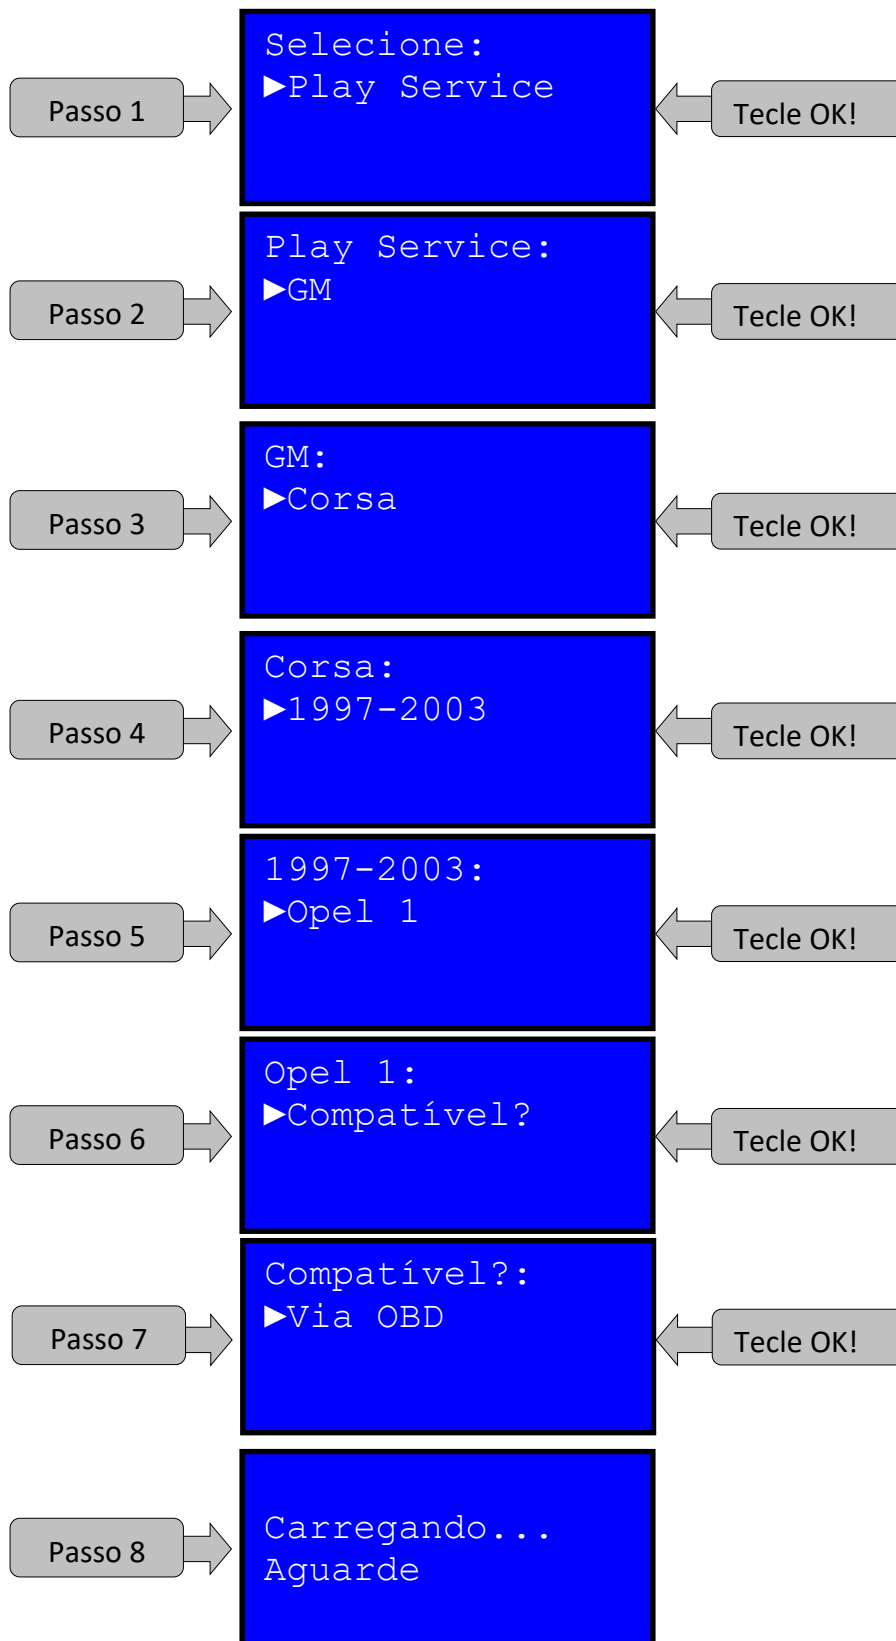 Passo 1
Selecione:
►Play Service
Tecle OK!
Passo 2
Play Service:
►GM
Tecle OK!
Passo 3
GM:
►Corsa
Tecle OK!
Passo 4
Corsa:
►1997-2003
Tecle OK!
Passo 5
1997-2003:
►Opel 1
Tecle OK!
Passo 6
Opel 1:
►Compatível?
Tecle OK!
Passo 7
Compatível?:
►Via OBD
Tecle OK!
Passo 8
Carregando...
Aguarde